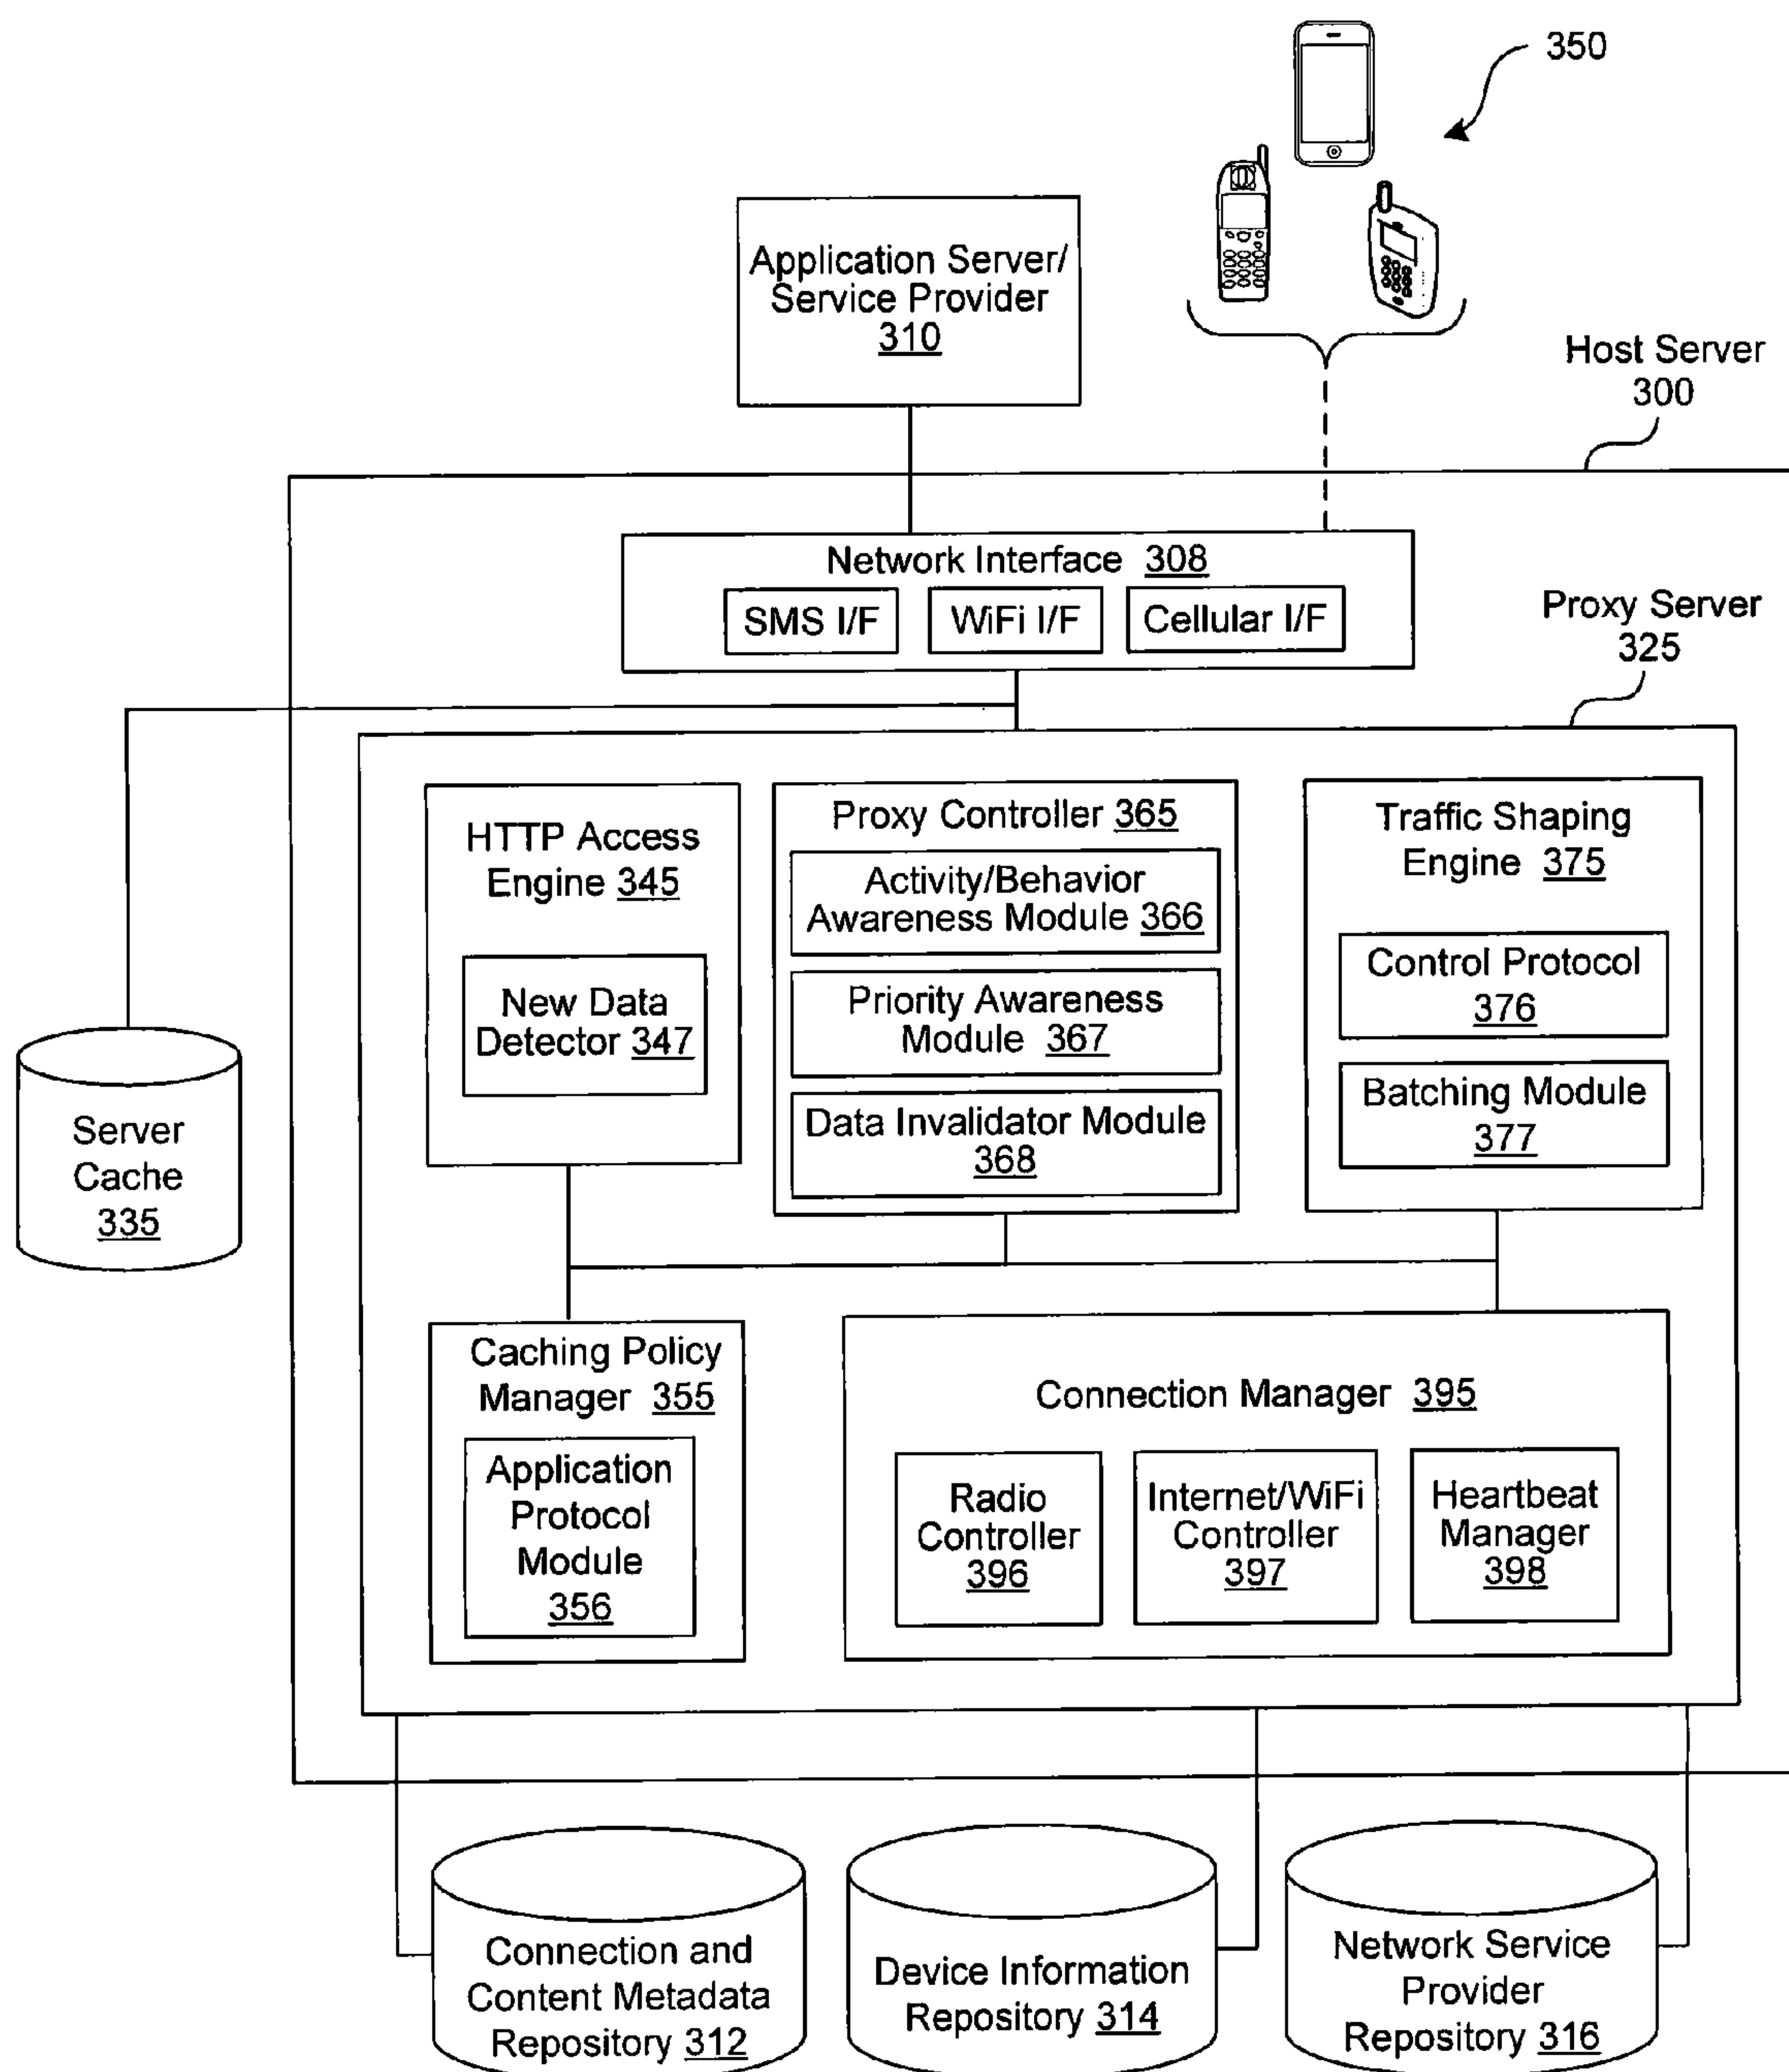 350
Application Server/
Service Provider
310
Host Server
300
Network Interface 308
SMS I/F
WiFi I/F
Cellular I/F
Proxy Server
325
HTTP Access
Engine 345
New Data
Detector 347
Proxy Controller 365
Activity/Behavior
Awareness Module 366
Priority Awareness
Module 367
Data Invalidator Module
368
Traffic Shaping
Engine 375
Control Protocol
376
Batching Module
377
Server
Cache
335
Caching Policy
Manager 355
Application
Protocol
Module
356
Connection Manager 395
Radio
Controller
396
Internet/WiFi
Controller
397
Heartbeat
Manager
398
Connection and
Content Metadata
Repository 312
Device Information
Repository 314
Network Service
Provider
Repository 316